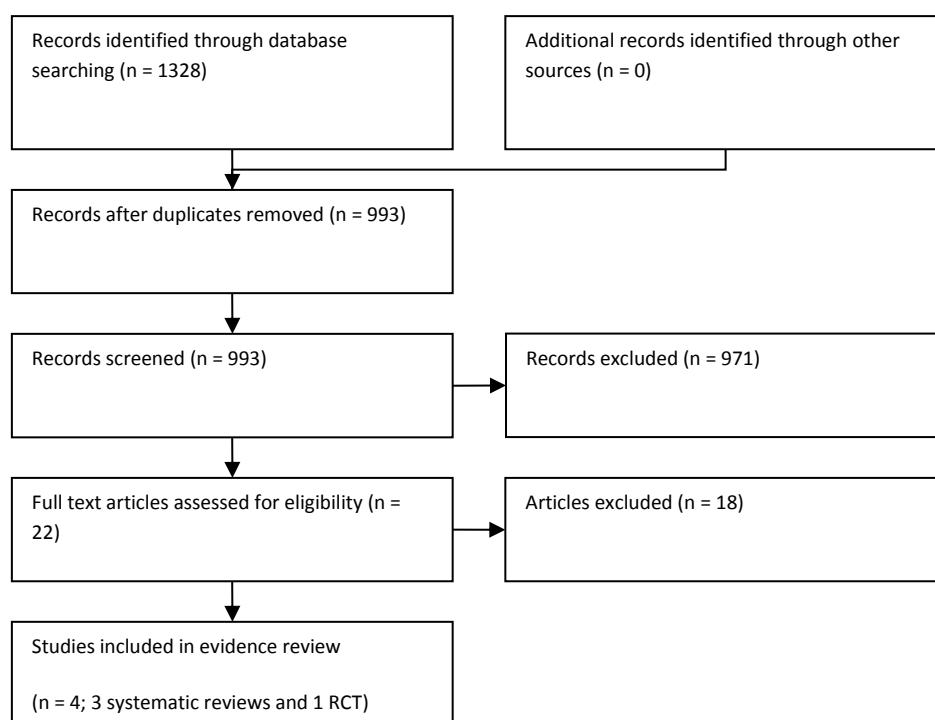 Records identified through database
searching (n = 1328)
Additional records identified through other
sources (n = 0)
Records after duplicates removed (n = 993)
Records screened (n = 993)
Records excluded (n = 971)
Full text articles assessed for eligibility (n =
22)
Articles excluded (n = 18)
Studies included in evidence review
(n = 4; 3 systematic reviews and 1 RCT)